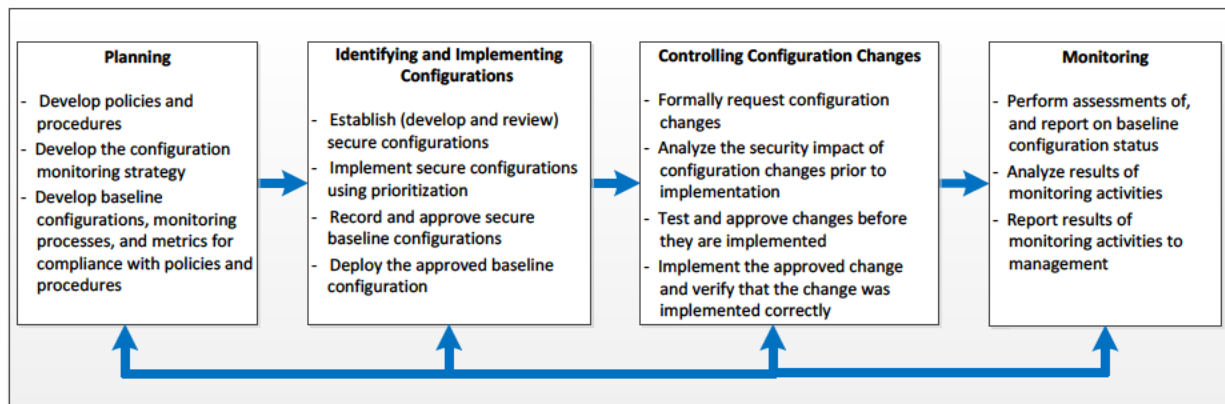 Planning
- Develop policies and
procedures
- Develop the configuration
monitoring strategy
- Develop baseline
configurations, monitoring
processes, and metrics for
compliance with policies and
procedures
Identifying and Implementing
Configurations
- Establish (develop and review)
secure configurations
- Implement secure configurations
using prioritization
- Record and approve secure
baseline configurations
- Deploy the approved baseline
configuration
Controlling Configuration Changes
- Formally request configuration
changes
- Analyze the security impact of
configuration changes prior to
implementation
- Test and approve changes before
they are implemented
- Implement the approved change
and verify that the change was
implemented correctly
Monitoring
- Perform assessments of,
and report on baseline
configuration status
- Analyze results of
monitoring activities
- Report results of
monitoring activities to
management